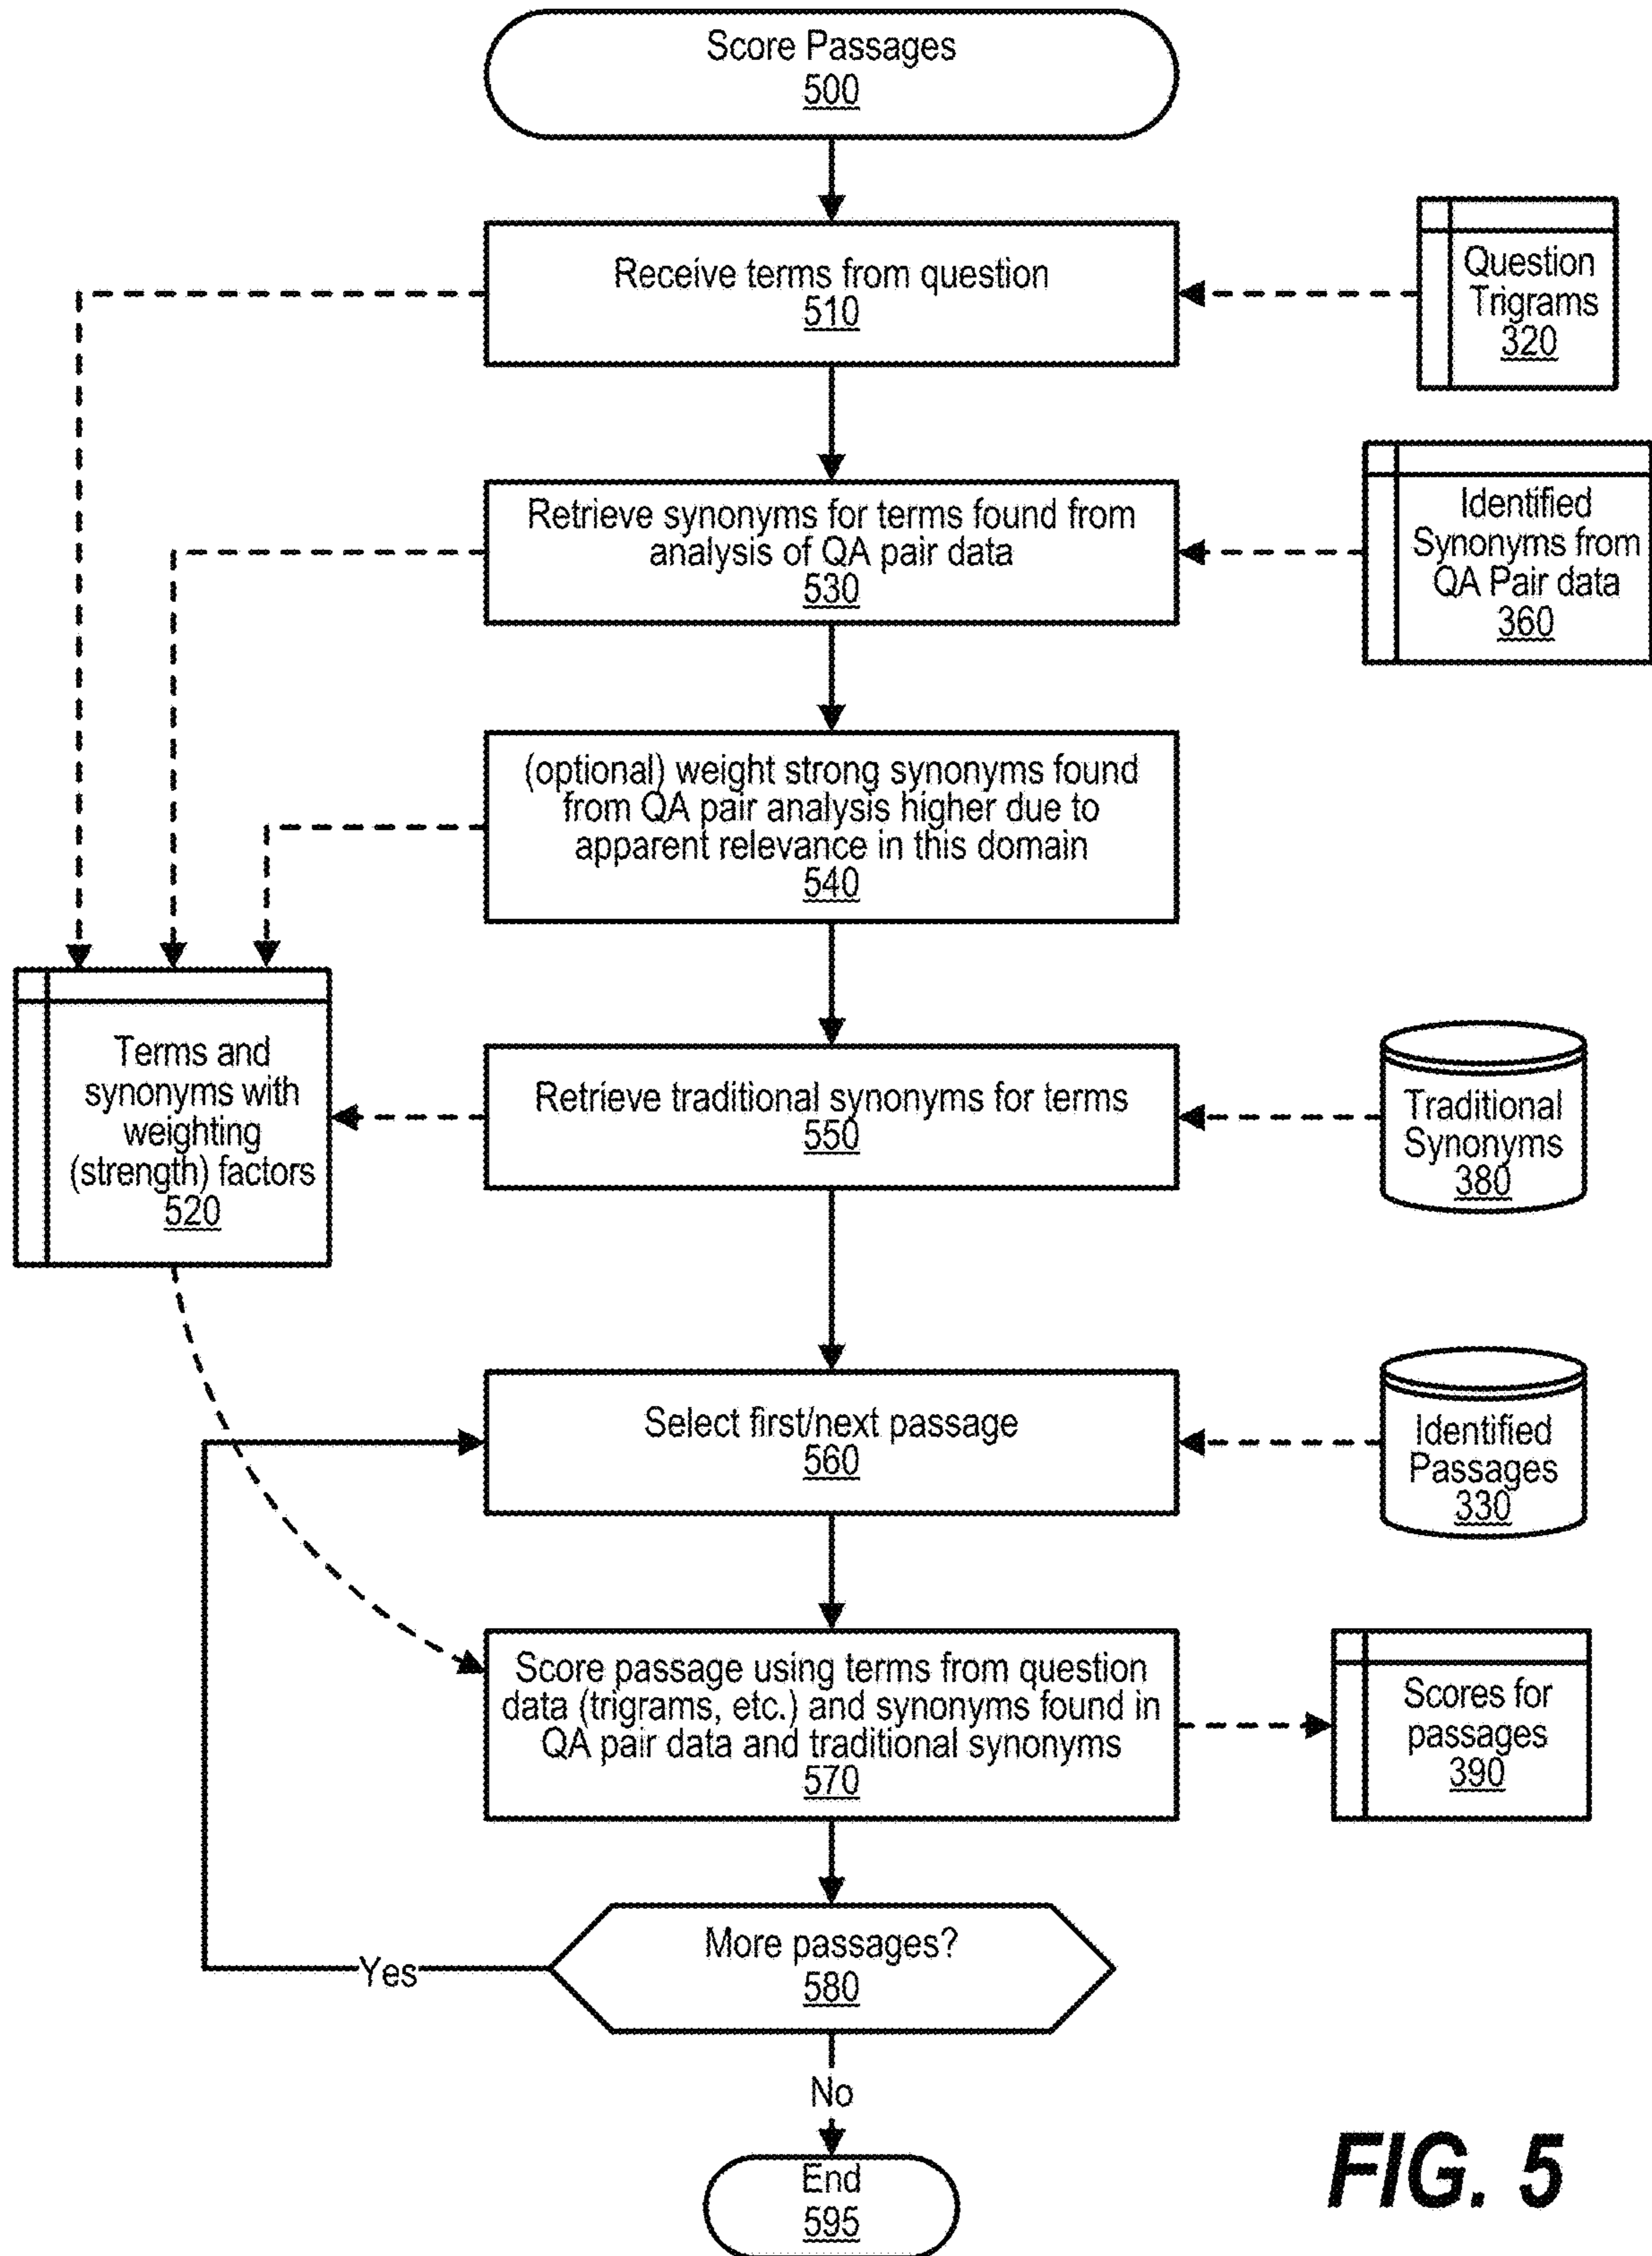 Score Passages
500
Receive terms from question
510
Question
Trigrams
320
Retrieve synonyms for terms found from
analysis of QA pair data
530
Identified
Synonyms from
QA Pair data
360
(optional) weight strong synonyms found
from QA pair analysis higher due to
apparent relevance in this domain
540
Terms and
synonyms with
weighting
(strength) factors
520
Retrieve traditional synonyms for terms
550
Traditional
Synonyms
380
Select first/next passage
560
Identified
Passages
330
Score passage using terms from question
data (trigrams, etc.) and synonyms found in
QA pair data and traditional synonyms
570
Scores for
passages
390
More passages?
580
Yes
No
End
595
FIG. 5